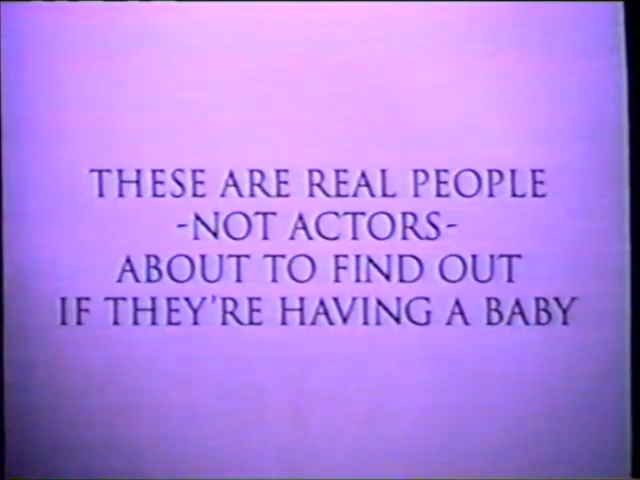 THESE ARE REAL PEOPLE
-NOT ACTORS-
ABOUT TO FIND OUT
IF THEY'RE HAVING A BABY